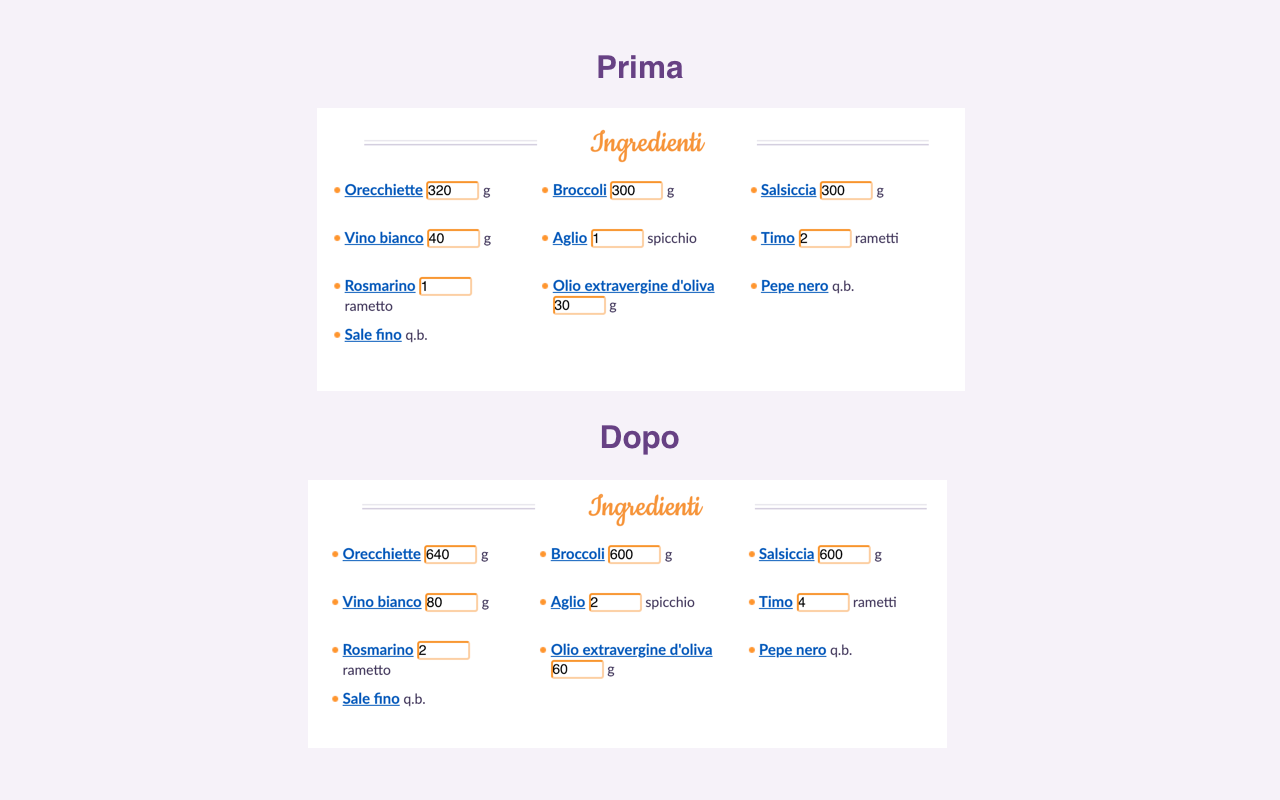 Prima
Ingredienti
Orecchiette 320 g
Broccoli 300 g
Salsiccia 300 g
Vino bianco 40 g
Aglio 1 spicchio
Timo 2 rametti
Rosmarino 1
rametto
Olio extravergine d'oliva
30 g
Pepe nero q.b.
Sale fino q.b.
Dopo
Ingredienti
Orecchiette 640 g
Broccoli 600 g
Salsiccia 600 g
Vino bianco 80 g
Aglio 2 spicchio
Timo 4 rametti
Rosmarino 2
rametto
Olio extravergine d'oliva
60 g
Pepe nero q.b.
Sale fino q.b.